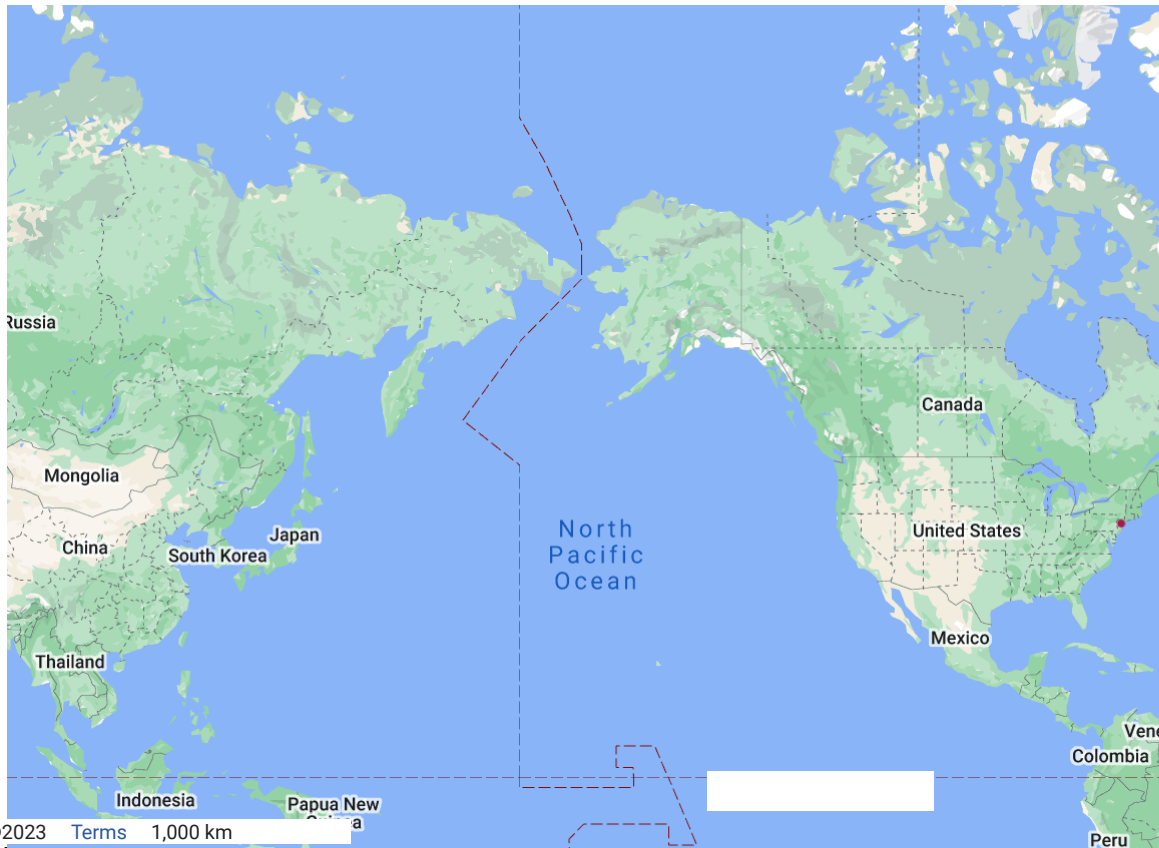 Russia
Canada
Mongolia
North
Pacific
Ocean
United States
Japan
South Korea
China
Mexico
Thailand
Colombia
Indonesia
Papua New
Guinea
2023 Terms 1,000 km
Peru